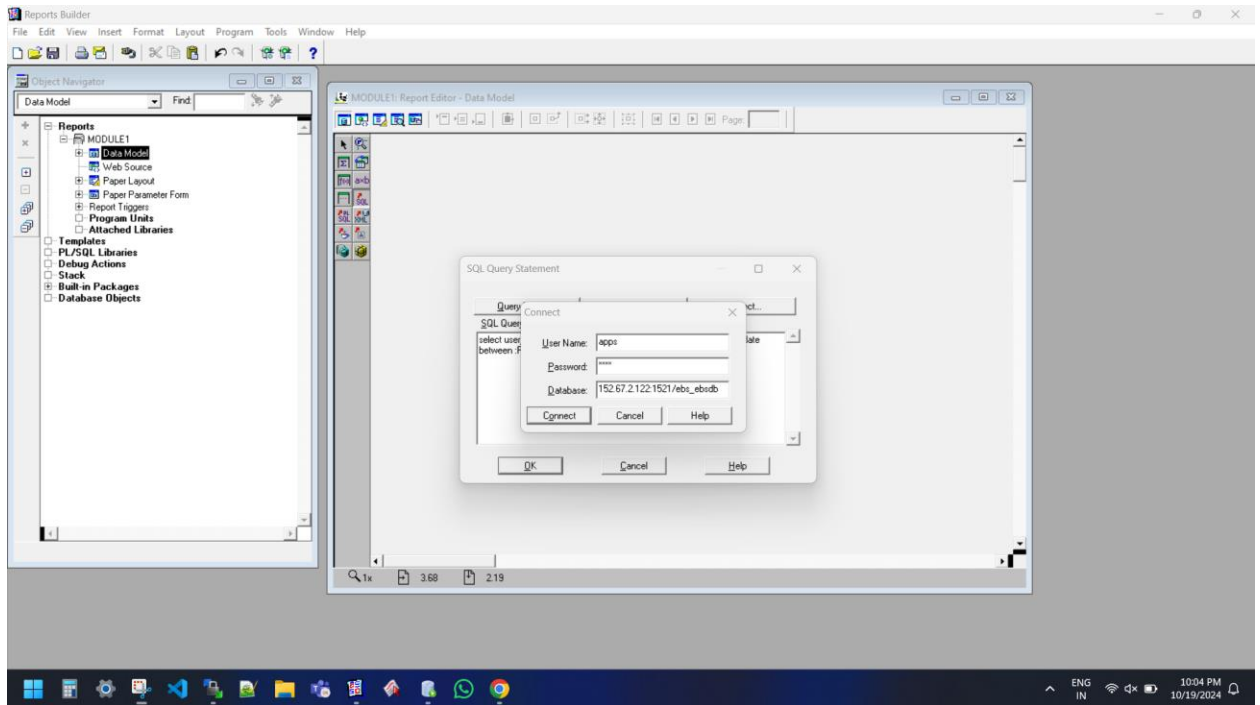 Reports Builder
File Edit View Insert Format Layout Program Tools Window Help
Object Navigator
Data Model Find:
Reports
MODULE1
Data Model
Web Source
Paper Layout
Paper Parameter Form
Report Triggers
Program Units
Attached Libraries
Templates
PL/SQL Libraries
Debug Actions
Stack
Built-in Packages
Database Objects
MODULE1: Report Editor - Data Model
Page:
SQL Query Statement
Query
SQL
select
between
Connect
User Name: apps
Password: ****
Database: 152.67.2.122:1521/ebs_ebsdb
Connect Cancel Help
OK Cancel Help
1x 3.68 2.19
ENG
IN
10:04 PM
10/19/2024